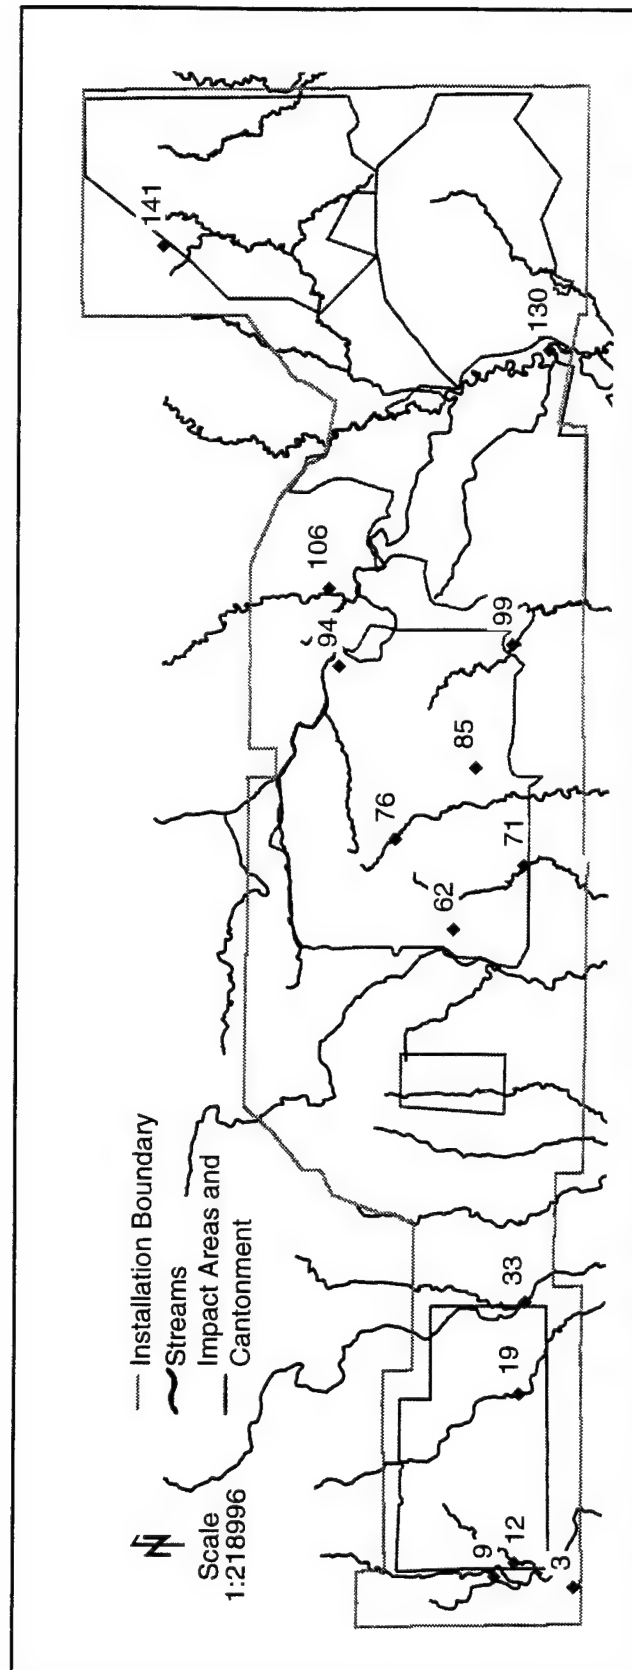 N
Scale
1:218996
Installation Boundary
Streams
Impact Areas and
Cantonment
3
9
12
19
33
62
71
76
85
94
99
106
130
141